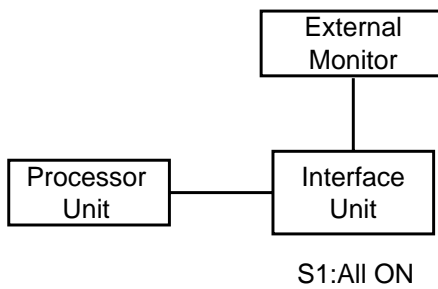 External
Monitor
Processor
Unit
Interface
Unit
S1:All ON